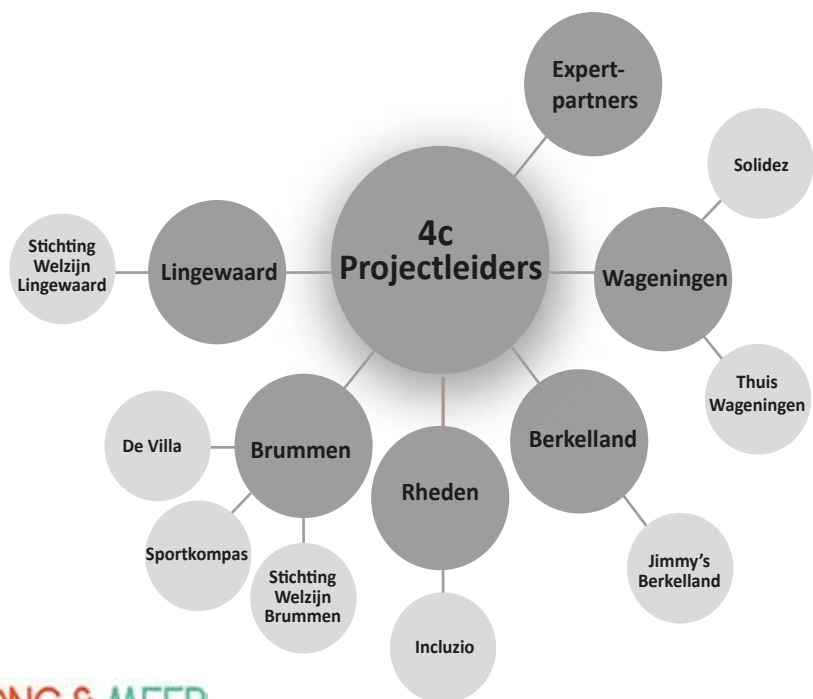 Expert-
partners
Solidez
4c
Projectleiders
Stichting
Welzijn
Lingewaard
Lingewaard
Wageningen
Thuis
Wageningen
De Villa
Brummen
Berkelland
Rheden
Sportkompas
Stichting
Welzijn
Brummen
Jimmy's
Berkelland
Incluzio